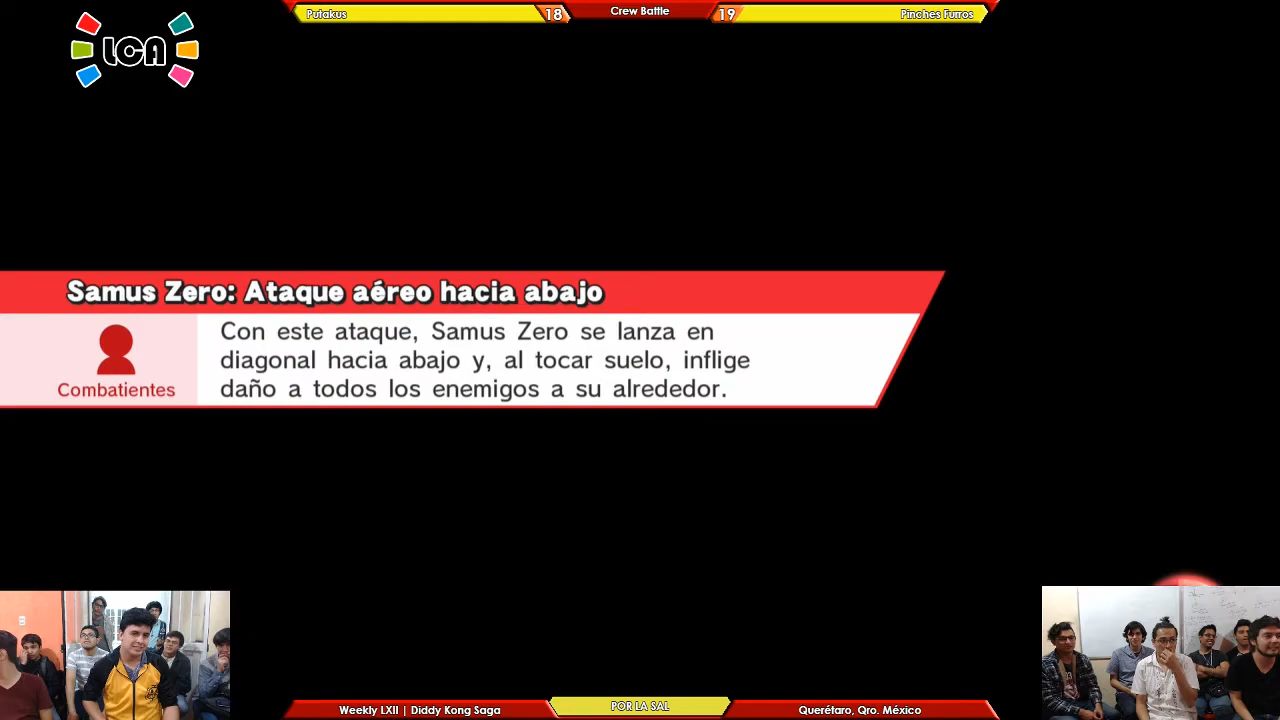 Putakus
18
Crew Battle
19
Pinches Furros
LCA
Samus Zero: Ataque aéreo hacia abajo
Con este ataque, Samus Zero se lanza en
diagonal hacia abajo y, al tocar suelo, inflige
daño a todos los enemigos a su alrededor.
Combatientes
Weekly LXII | Diddy Kong Saga
POR LA SAL
Querétaro, Qro. México